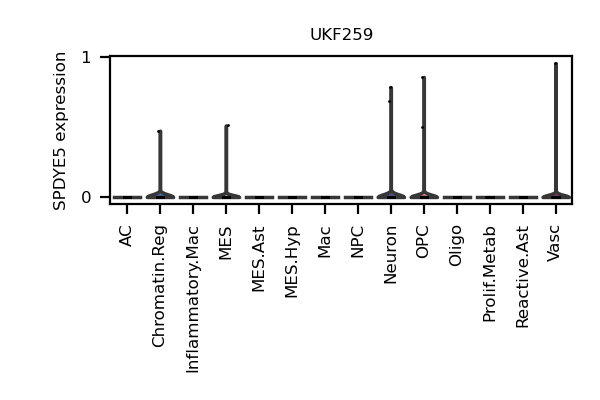 UKF259
SPDYE5 expression
1
0
AC
Chromatin.Reg
Inflammatory.Mac
MES
MES.Ast
MES.Hyp
Mac
NPC
Neuron
OPC
Oligo
Prolif.Metab
Reactive.Ast
Vasc